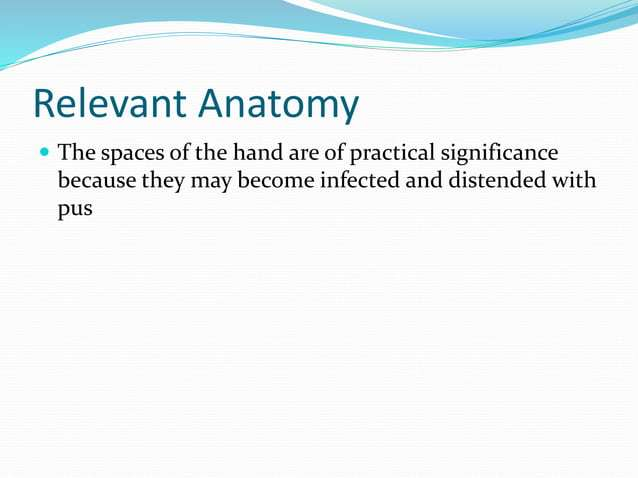 Relevant Anatomy
• The spaces of the hand are of practical significance
because they may become infected and distended with
pus